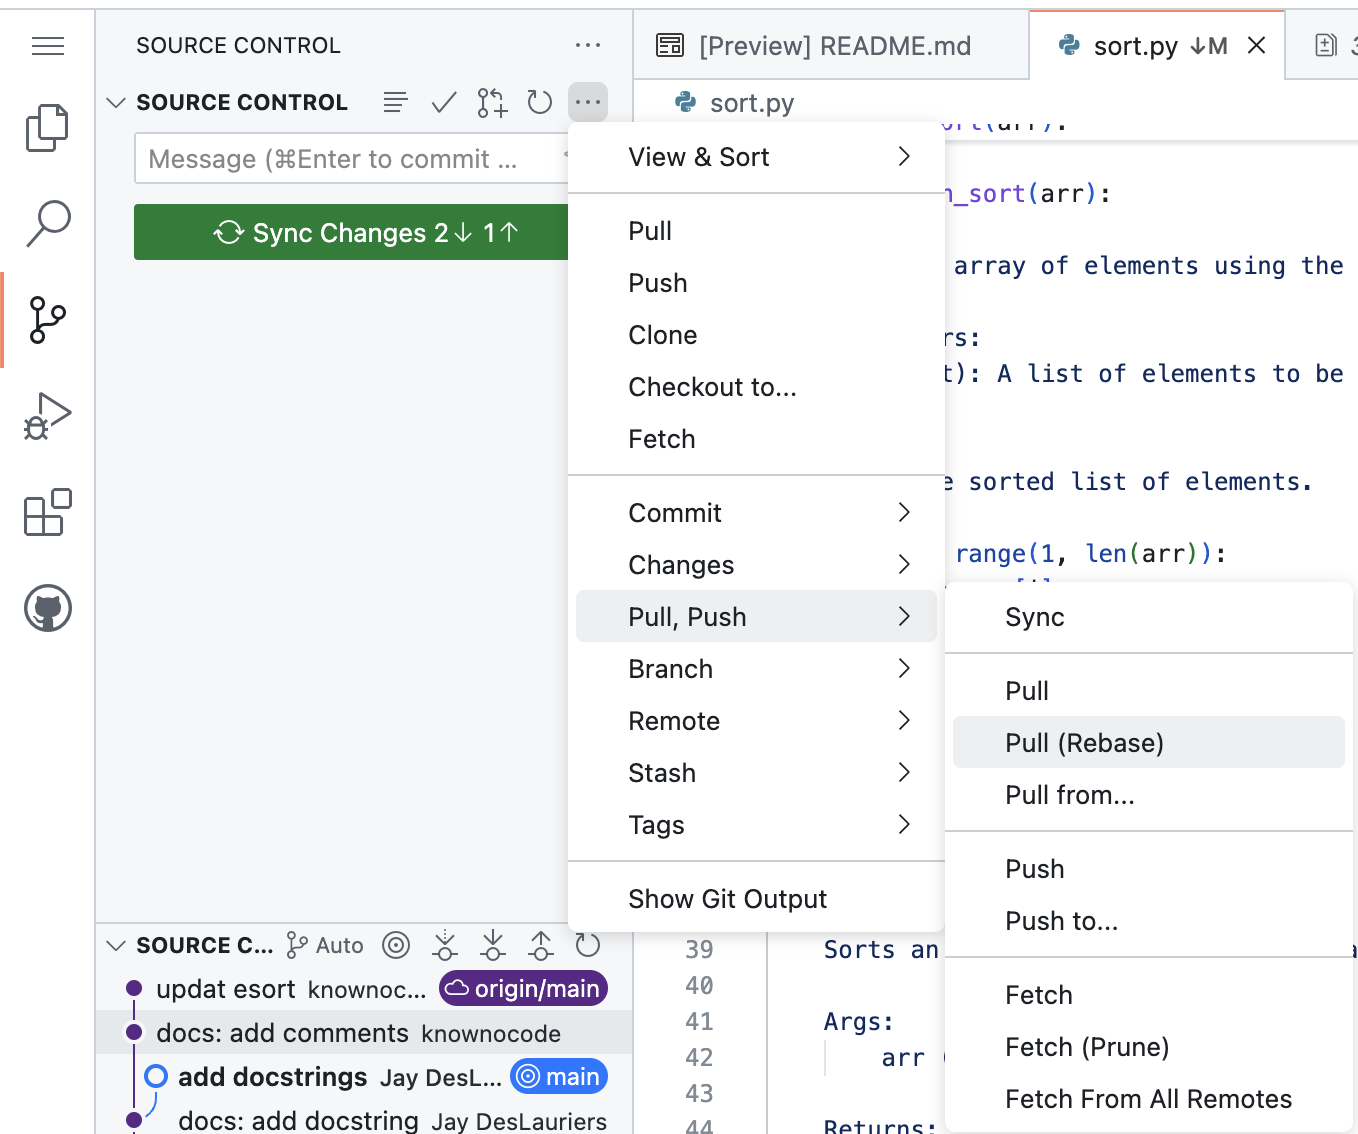 SOURCE CONTROL
[Preview] README.md
sort.py ↓M
SOURCE CONTROL
sort.py
Message (⌘Enter to commit ...
Sync Changes 2↓ 1↑
View & Sort
Pull
Push
Clone
Checkout to...
Fetch
Commit
Changes
Pull, Push
Branch
Remote
Stash
Tags
Show Git Output
_sort(arr):
array of elements using the
rs:
t): A list of elements to be
e sorted list of elements.
range(1, len(arr)):
Sync
Pull
Pull (Rebase)
Pull from...
Push
Push to...
Fetch
Fetch (Prune)
Fetch From All Remotes
39 Sorts an
40
41 Args:
42 arr (
43
44 Returns:
SOURCE C... Auto
updat esort knownoc... origin/main
docs: add comments knownocode
add docstrings Jay DesL... main
docs: add docstring Jay DesLauriers